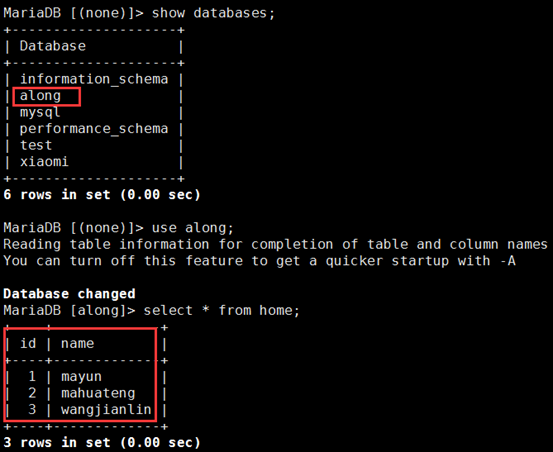 MariaDB [(none)]> show databases;
+--------------------+
| Database           |
+--------------------+
| information_schema |
| along              |
| mysql              |
| performance_schema |
| test               |
| xiaomi             |
+--------------------+
6 rows in set (0.00 sec)
MariaDB [(none)]> use along;
Reading table information for completion of table and column names
You can turn off this feature to get a quicker startup with -A
Database changed
MariaDB [along]> select * from home;
+----+-------------+
| id | name        |
+----+-------------+
|  1 | mayun       |
|  2 | mahuateng   |
|  3 | wangjianlin |
+----+-------------+
3 rows in set (0.00 sec)